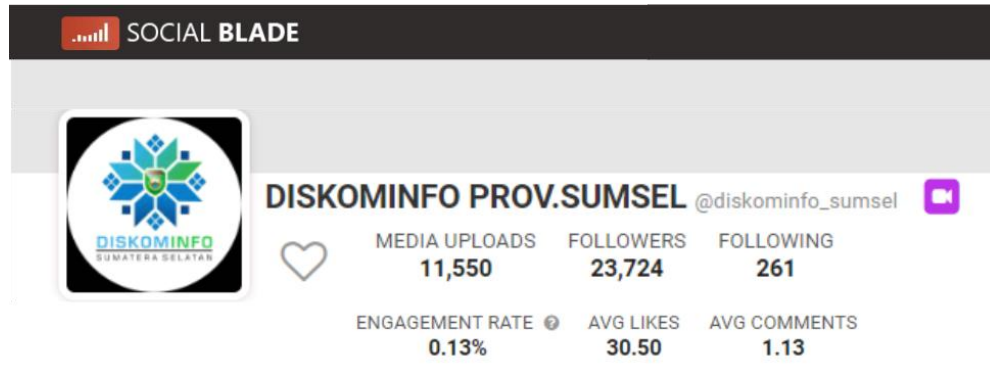 SOCIAL BLADE
DISKOMINFO
SUMATERA SELATAN
DISKOMINFO PROV.SUMSEL @diskominfo_sumsel
MEDIA UPLOADS FOLLOWERS FOLLOWING
11,550 23,724 261
ENGAGEMENT RATE AVG LIKES AVG COMMENTS
0.13% 30.50 1.13